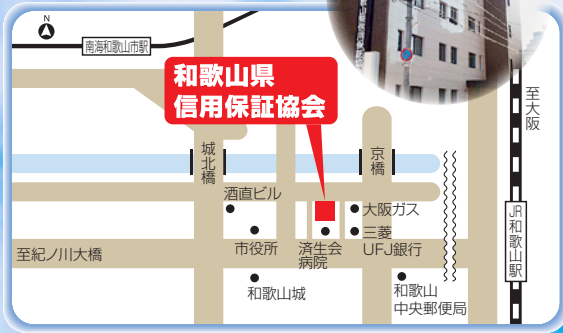 N
南海和歌山市駅
和歌山県
信用保証協会
至大阪
城北橋
京橋
酒直ビル
大阪ガス
三菱
UFJ銀行
市役所
済生会
病院
JR和歌山駅
至紀ノ川大橋
和歌山城
和歌山
中央郵便局